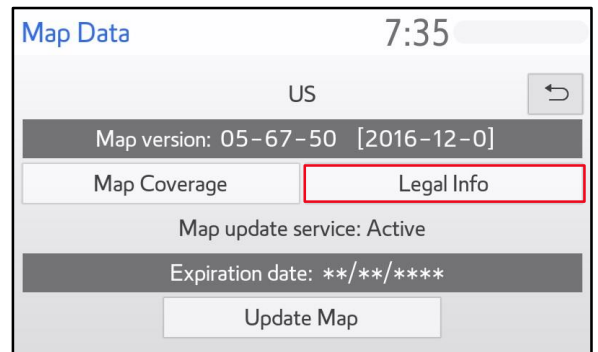 Map Data 7:35
US
Map version: 05-67-50 [2016-12-0]
Map Coverage Legal Info
Map update service: Active
Expiration date: **/**/****
Update Map